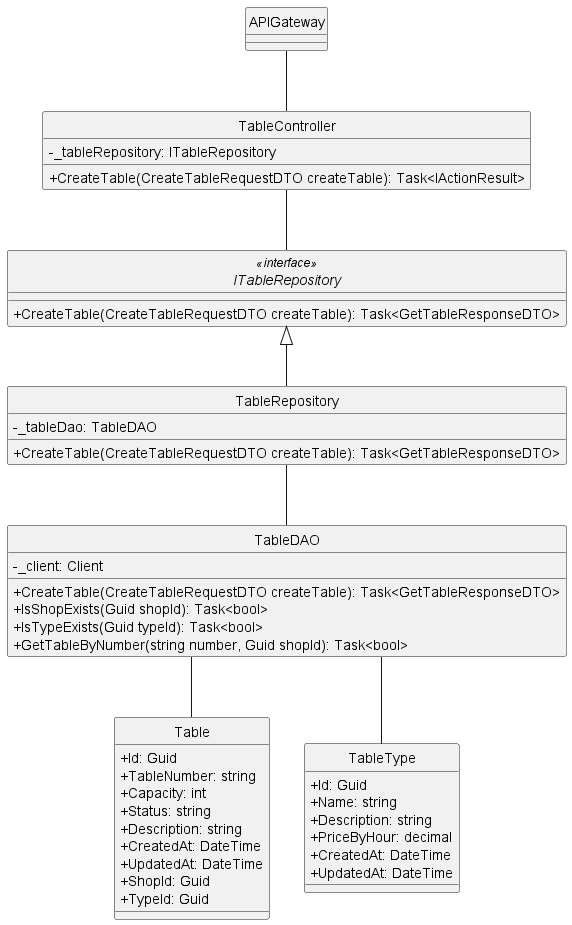 APIGateway
TableController
-_tableRepository: ITableRepository
+CreateTable(CreateTableRequestDTO createTable): Task<IActionResult>
«interface»
ITableRepository
+CreateTable(CreateTableRequestDTO createTable): Task<GetTableResponseDTO>
TableRepository
-_tableDao: TableDAO
+CreateTable(CreateTableRequestDTO createTable): Task<GetTableResponseDTO>
TableDAO
-_client: Client
+CreateTable(CreateTableRequestDTO createTable): Task<GetTableResponseDTO>
+IsShopExists(Guid shopId): Task<bool>
+IsTypeExists(Guid typeId): Task<bool>
+GetTableByNumber(string number, Guid shopId): Task<bool>
Table
+Id: Guid
+TableNumber: string
+Capacity: int
+Status: string
+Description: string
+CreatedAt: DateTime
+UpdatedAt: DateTime
+ShopId: Guid
+TypeId: Guid
TableType
+Id: Guid
+Name: string
+Description: string
+PriceByHour: decimal
+CreatedAt: DateTime
+UpdatedAt: DateTime